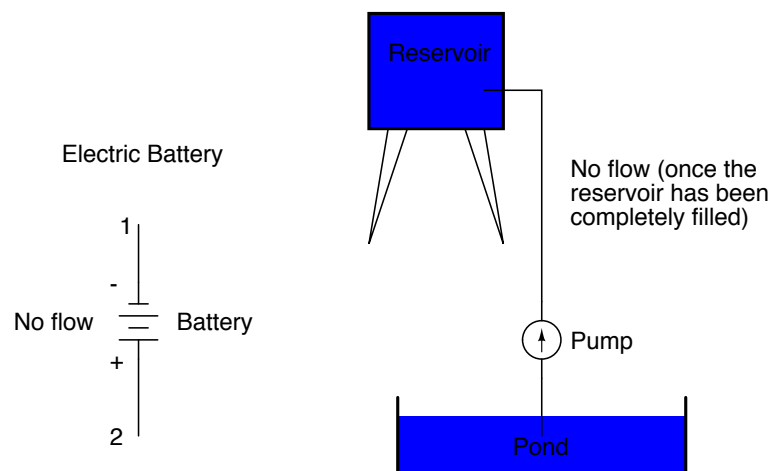 Reservoir
Electric Battery
No flow (once the
reservoir has been
completely filled)
1
-
No flow
Battery
+
2
Pump
Pond